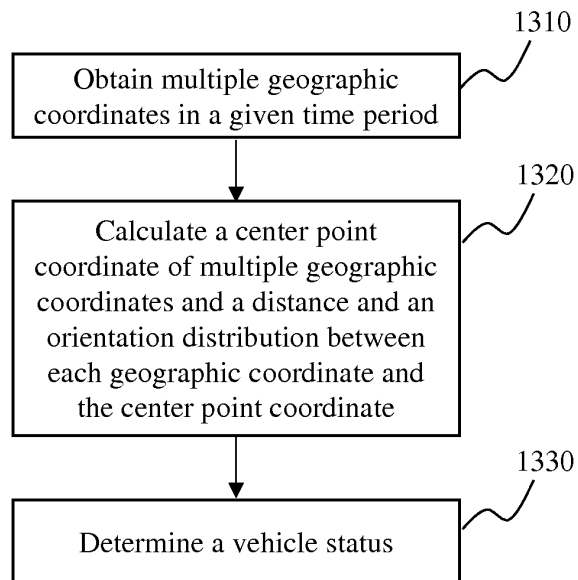 1310
Obtain multiple geographic
coordinates in a given time period
1320
Calculate a center point
coordinate of multiple geographic
coordinates and a distance and an
orientation distribution between
each geographic coordinate and
the center point coordinate
1330
Determine a vehicle status